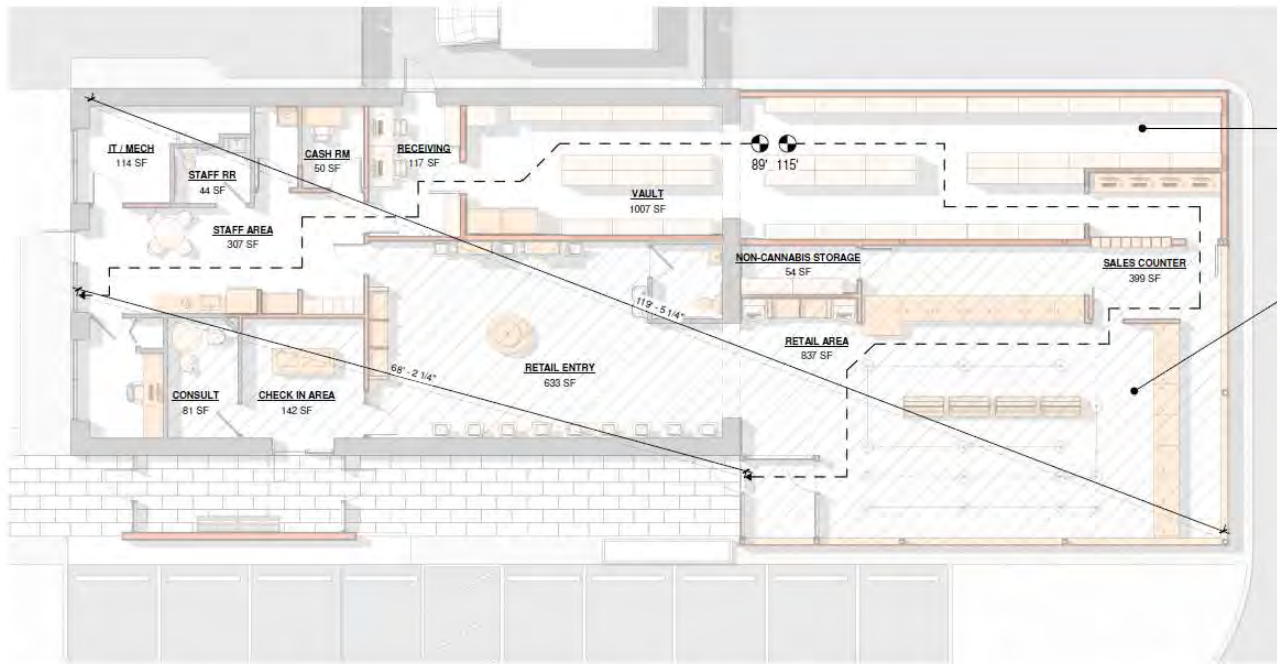 IT / MECH
114 SF
STAFF RR
44 SF
CASH RM
50 SF
RECEIVING
117 SF
89' 115'
VAULT
1007 SF
STAFF AREA
307 SF
NON-CANNABIS STORAGE
54 SF
SALES COUNTER
399 SF
119' - 5 1/4"
RETAIL AREA
837 SF
68' - 2 1/4"
RETAIL ENTRY
633 SF
CONSULT
81 SF
CHECK IN AREA
142 SF